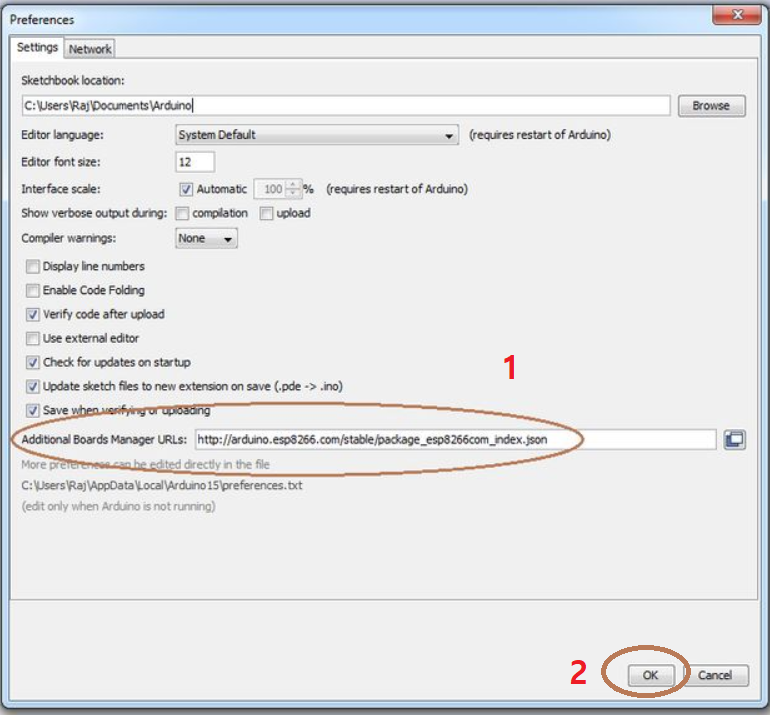 Preferences
Settings Network
Sketchbook location:
C:\Users\Raj\Documents\Arduino Browse
Editor language: System Default (requires restart of Arduino)
Editor font size: 12
Interface scale: Automatic 100 % (requires restart of Arduino)
Show verbose output during: compilation upload
Compiler warnings: None
Display line numbers
Enable Code Folding
Verify code after upload
Use external editor
Check for updates on startup
1
Update sketch files to new extension on save (.pde -> .ino)
Save when verifying or uploading
Additional Boards Manager URLs: http://arduino.esp8266.com/stable/package_esp8266com_index.json
More preferences can be edited directly in the file
C:\Users\Raj\AppData\Local\Arduino15\preferences.txt
(edit only when Arduino is not running)
2 OK Cancel